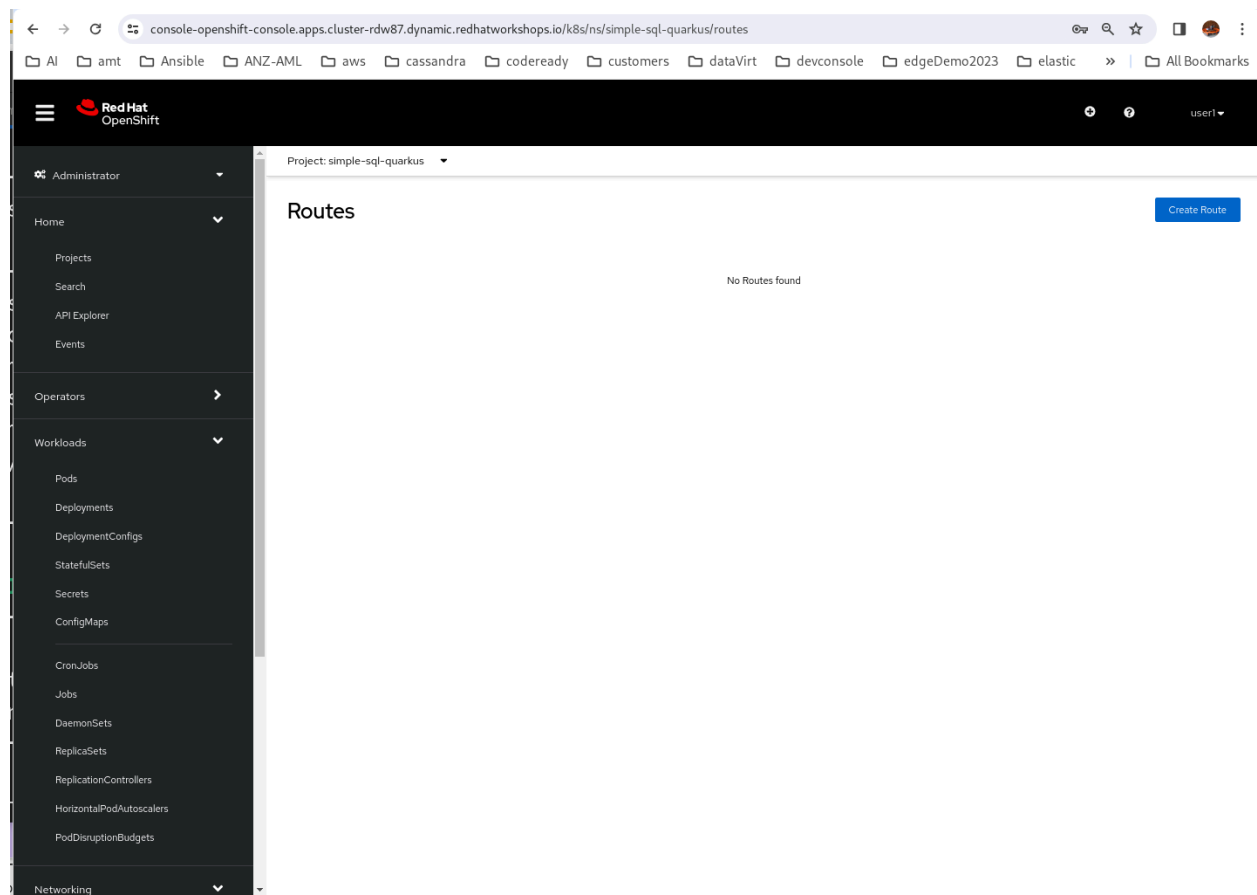 console-openshift-console.apps.cluster-rdw87.dynamic.redhatworkshops.io/k8s/ns/simple-sql-quarkus/routes
AI amt Ansible ANZ-AML aws cassandra codeready customers dataVirt devconsole edgeDemo2023 elastic » All Bookmarks
Red Hat
OpenShift
user1
Administrator
Home
Projects
Search
API Explorer
Events
Operators
Workloads
Pods
Deployments
DeploymentConfigs
StatefulSets
Secrets
ConfigMaps
CronJobs
Jobs
DaemonSets
ReplicaSets
ReplicationControllers
HorizontalPodAutoscalers
PodDisruptionBudgets
Networking
Project: simple-sql-quarkus
Routes
Create Route
No Routes found